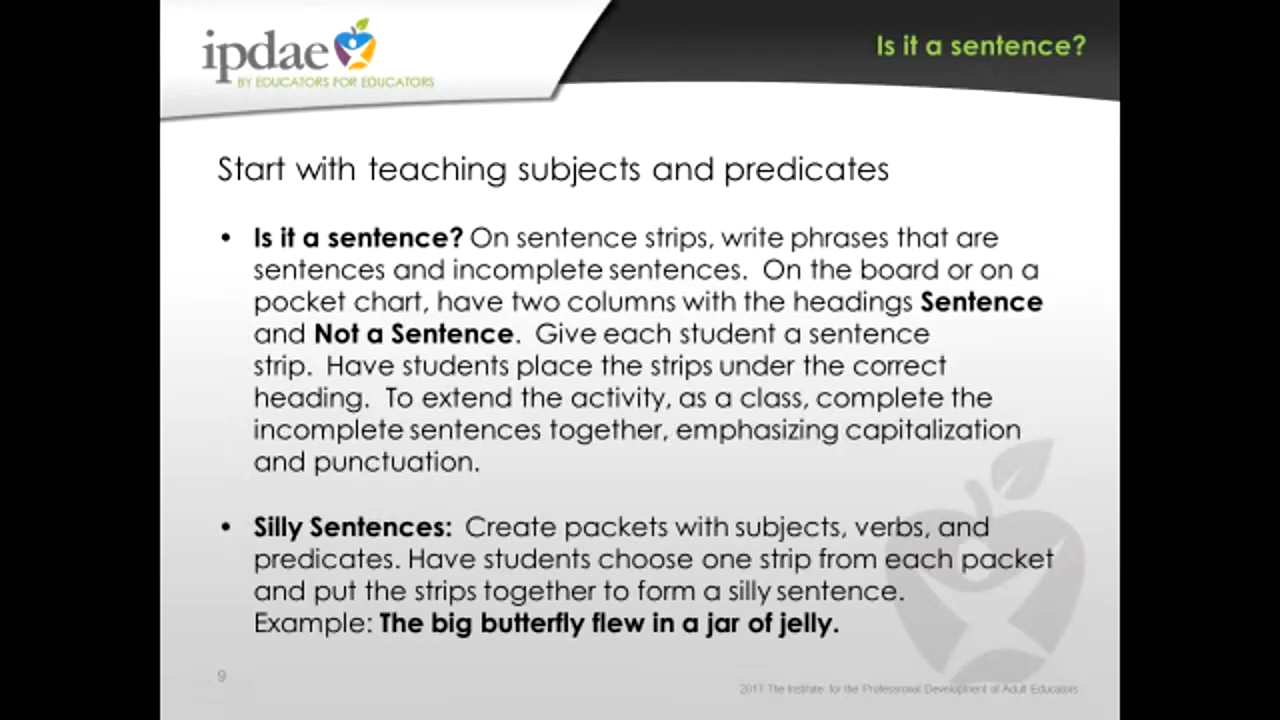 ipdae
BY EDUCATORS FOR EDUCATORS
Is it a sentence?
Start with teaching subjects and predicates
• Is it a sentence? On sentence strips, write phrases that are
sentences and incomplete sentences.  On the board or on a
pocket chart, have two columns with the headings Sentence
and Not a Sentence.  Give each student a sentence
strip.  Have students place the strips under the correct
heading.  To extend the activity, as a class, complete the
incomplete sentences together, emphasizing capitalization
and punctuation.
• Silly Sentences:  Create packets with subjects, verbs, and
predicates. Have students choose one strip from each packet
and put the strips together to form a silly sentence.
Example: The big butterfly flew in a jar of jelly.
9
2017 The Institute for the Professional Development of Adult Educators